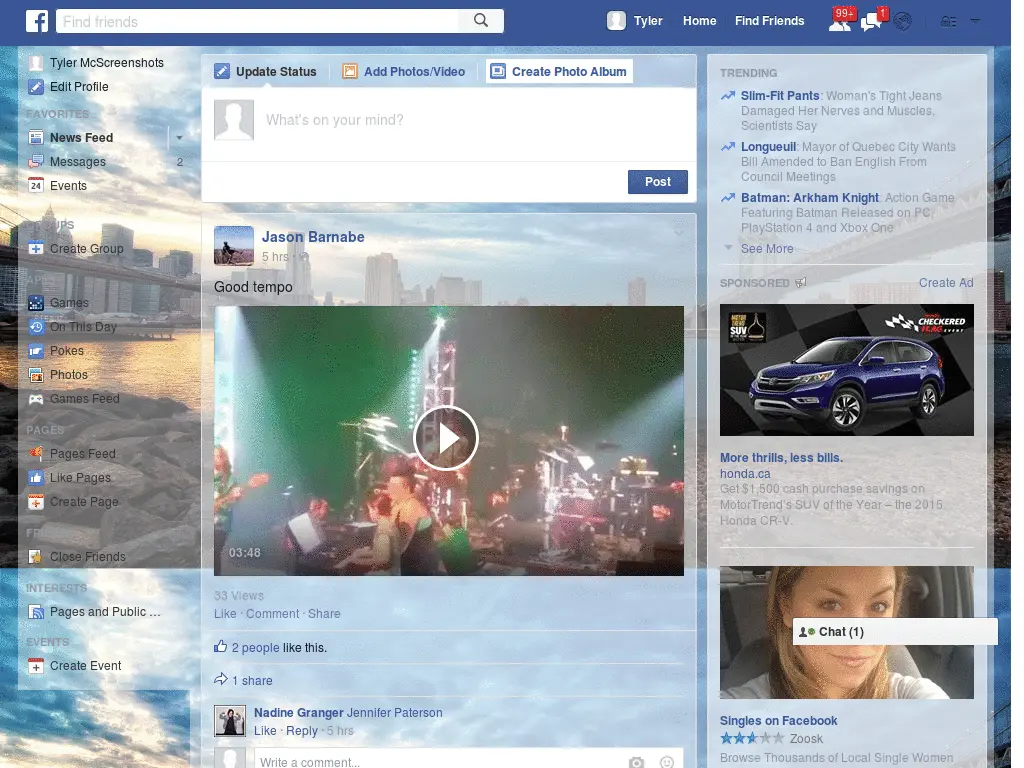 Find friends
Tyler
Home
Find Friends
99+
1
Tyler McScreenshots
Edit Profile
FAVORITES
News Feed
Messages 2
24 Events
Create Group
Games
On This Day
Pokes
Photos
Games Feed
PAGES
Pages Feed
Like Pages
Create Page
Close Friends
INTERESTS
Pages and Public ...
EVENTS
Create Event
Update Status
Add Photos/Video
Create Photo Album
What's on your mind?
Post
Jason Barnabe
5 hrs ·
Good tempo
03:48
33 Views
Like · Comment · Share
2 people like this.
1 share
Nadine Granger Jennifer Paterson
Like · Reply · 5 hrs
Write a comment...
TRENDING
Slim-Fit Pants: Woman's Tight Jeans
Damaged Her Nerves and Muscles,
Scientists Say
Longueuil: Mayor of Quebec City Wants
Bill Amended to Ban English From
Council Meetings
Batman: Arkham Knight: Action Game
Featuring Batman Released on PC,
PlayStation 4 and Xbox One
See More
SPONSORED
Create Ad
MOTOR TREND
SUV
CHECKERED
FLAG EVENT
More thrills, less bills.
honda.ca
Get $1,500 cash purchase savings on
MotorTrend's SUV of the Year – the 2015
Honda CR-V.
Chat (1)
Singles on Facebook
Zoosk
Browse Thousands of Local Single Women